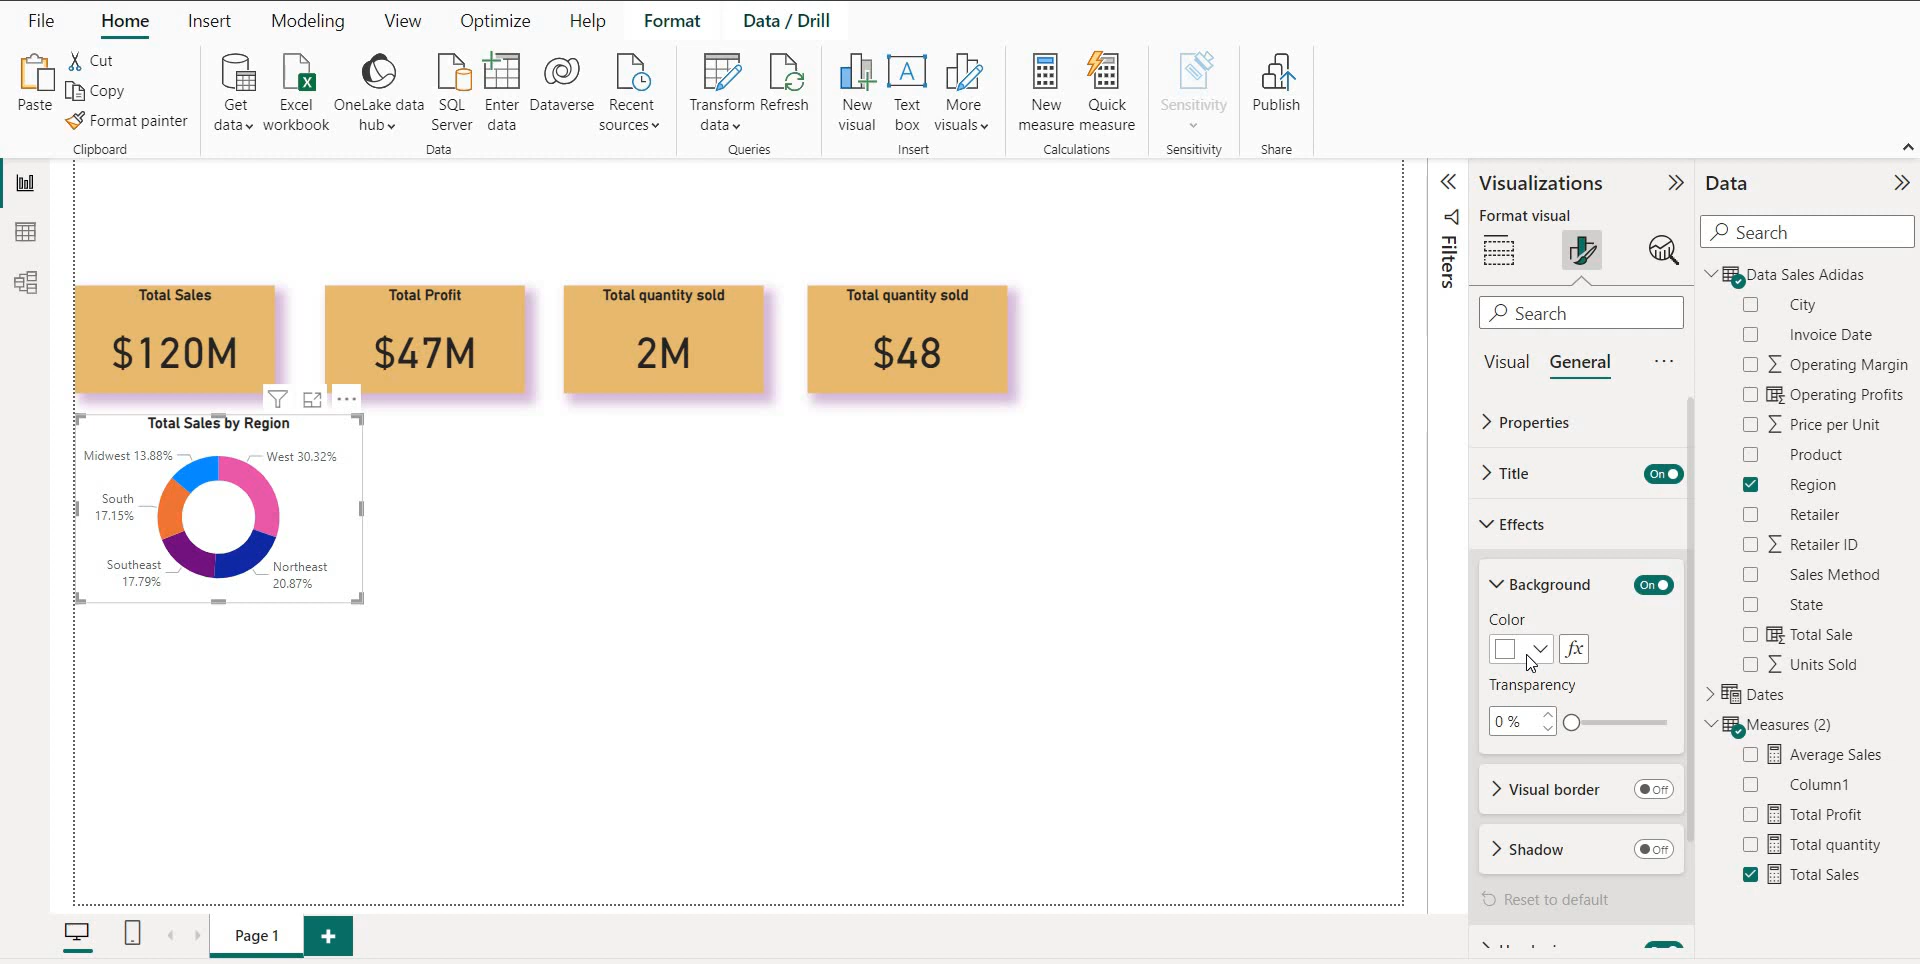 File Home Insert Modeling View Optimize Help Format Data / Drill
Paste
Cut
Copy
Format painter
Clipboard
Get data
Excel workbook
OneLake data hub
SQL Server
Enter data
Dataverse
Recent sources
Data
Transform data
Refresh
Queries
New visual
Text box
More visuals
Insert
New measure
Quick measure
Calculations
Sensitivity
Sensitivity
Publish
Share
Total Sales
$120M
Total Profit
$47M
Total quantity sold
2M
Total quantity sold
$48
Total Sales by Region
Midwest 13.88%
West 30.32%
South
17.15%
Southeast
17.79%
Northeast
20.87%
Page 1
Filters
Visualizations
Format visual
Search
Visual General
Properties
Title On
Effects
Background On
Color
fx
Transparency
0 %
Visual border Off
Shadow Off
Reset to default
Data
Search
Data Sales Adidas
City
Invoice Date
Operating Margin
Operating Profits
Price per Unit
Product
Region
Retailer
Retailer ID
Sales Method
State
Total Sale
Units Sold
Dates
Measures (2)
Average Sales
Column1
Total Profit
Total quantity
Total Sales